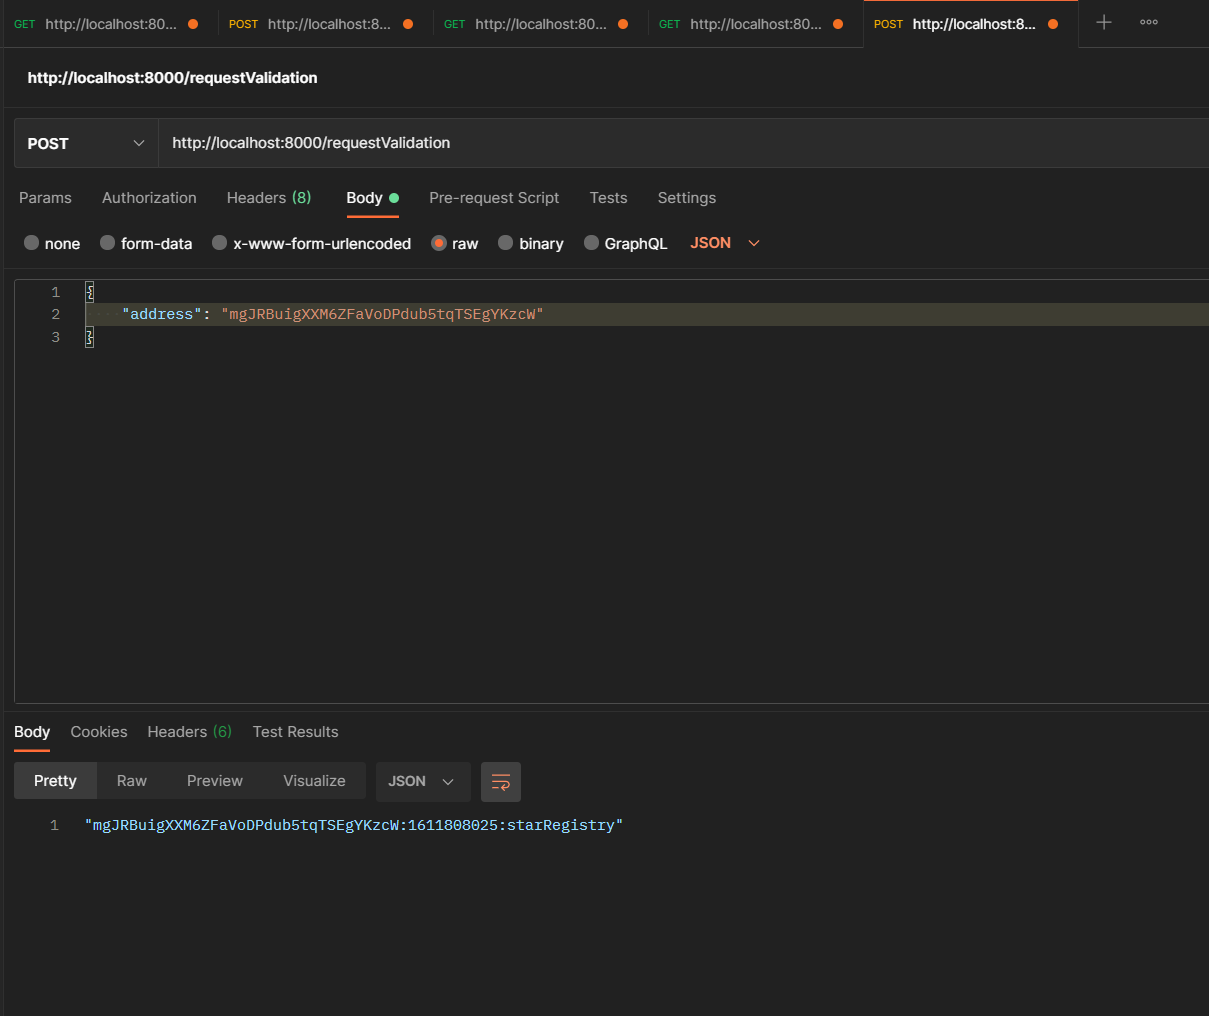 GET http://localhost:80... POST http://localhost:8... GET http://localhost:80... GET http://localhost:80... POST http://localhost:8...
http://localhost:8000/requestValidation
POST http://localhost:8000/requestValidation
Params Authorization Headers (8) Body Pre-request Script Tests Settings
none form-data x-www-form-urlencoded raw binary GraphQL JSON
1 {
2 "address": "mgJRBuigXXM6ZFaVoDPdub5tqTSEgYKzcW"
3 }
Body Cookies Headers (6) Test Results
Pretty Raw Preview Visualize JSON
1 "mgJRBuigXXM6ZFaVoDPdub5tqTSEgYKzcW:1611808025:starRegistry"